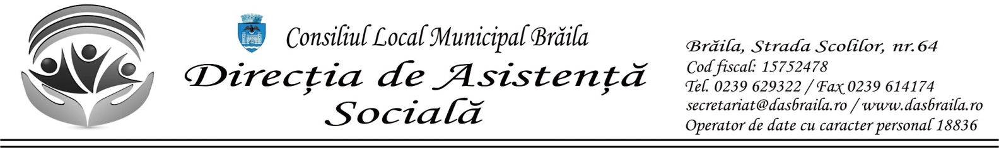 Consiliul Local Municipal Brăila
Direcția de Asistență
Socială
Brăila, Strada Scolilor, nr.64
Cod fiscal: 15752478
Tel. 0239 629322 / Fax 0239 614174
secretariat@dasbraila.ro / www.dasbraila.ro
Operator de date cu caracter personal 18836